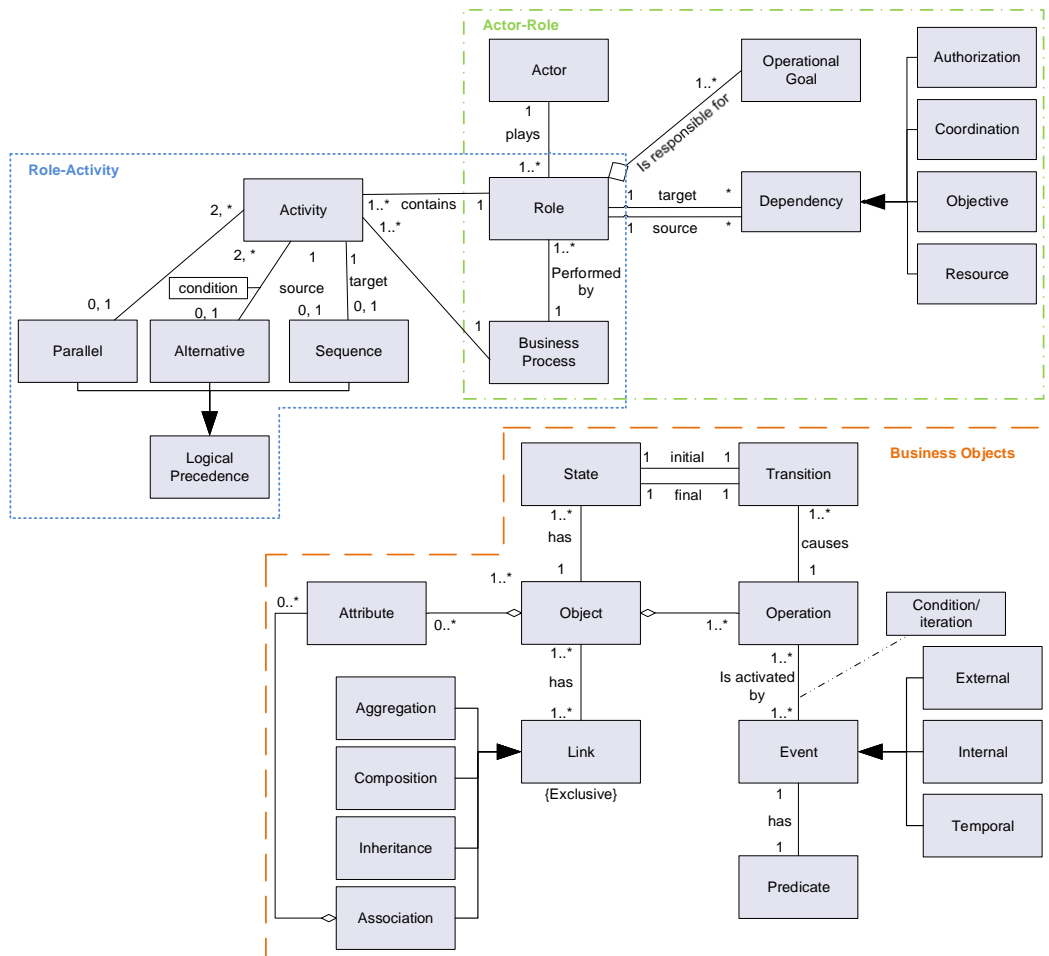 Actor-Role
Actor
Operational
Goal
Authorization
1..*
Is responsible for
1
plays
1..*
Coordination
Role-Activity
Activity
1..*
contains
1
Role
1
target
*
Dependency
1
source
*
Objective
2, *
1..*
1..*
2, *
1
1
Performed
by
Resource
condition
source
target
0, 1
0, 1
0, 1
0, 1
1
1
Parallel
Alternative
Sequence
Business
Process
Logical
Precedence
Business Objects
State
1
initial
1
Transition
1
final
1
1..*
has
1
1..*
causes
1
0..*
Attribute
0..*
1..*
Object
1..*
Operation
Condition/
iteration
1..*
has
1..*
1..*
Is activated
by
1..*
External
Aggregation
Link
{Exclusive}
Event
Internal
Composition
1
has
1
Temporal
Inheritance
Predicate
Association